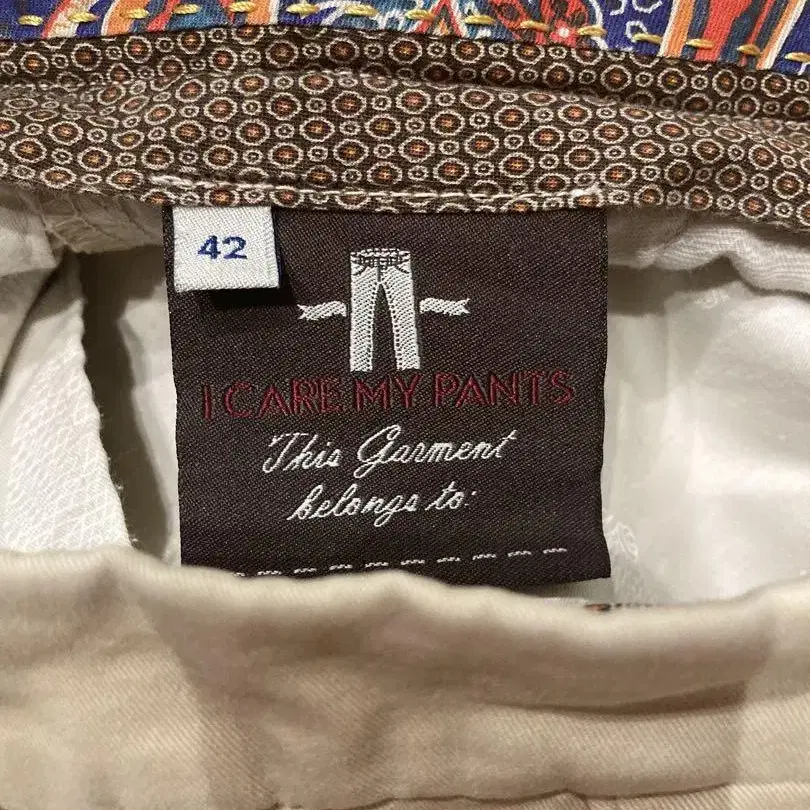 42
I CARE MY PANTS
This Garment
belongs to: